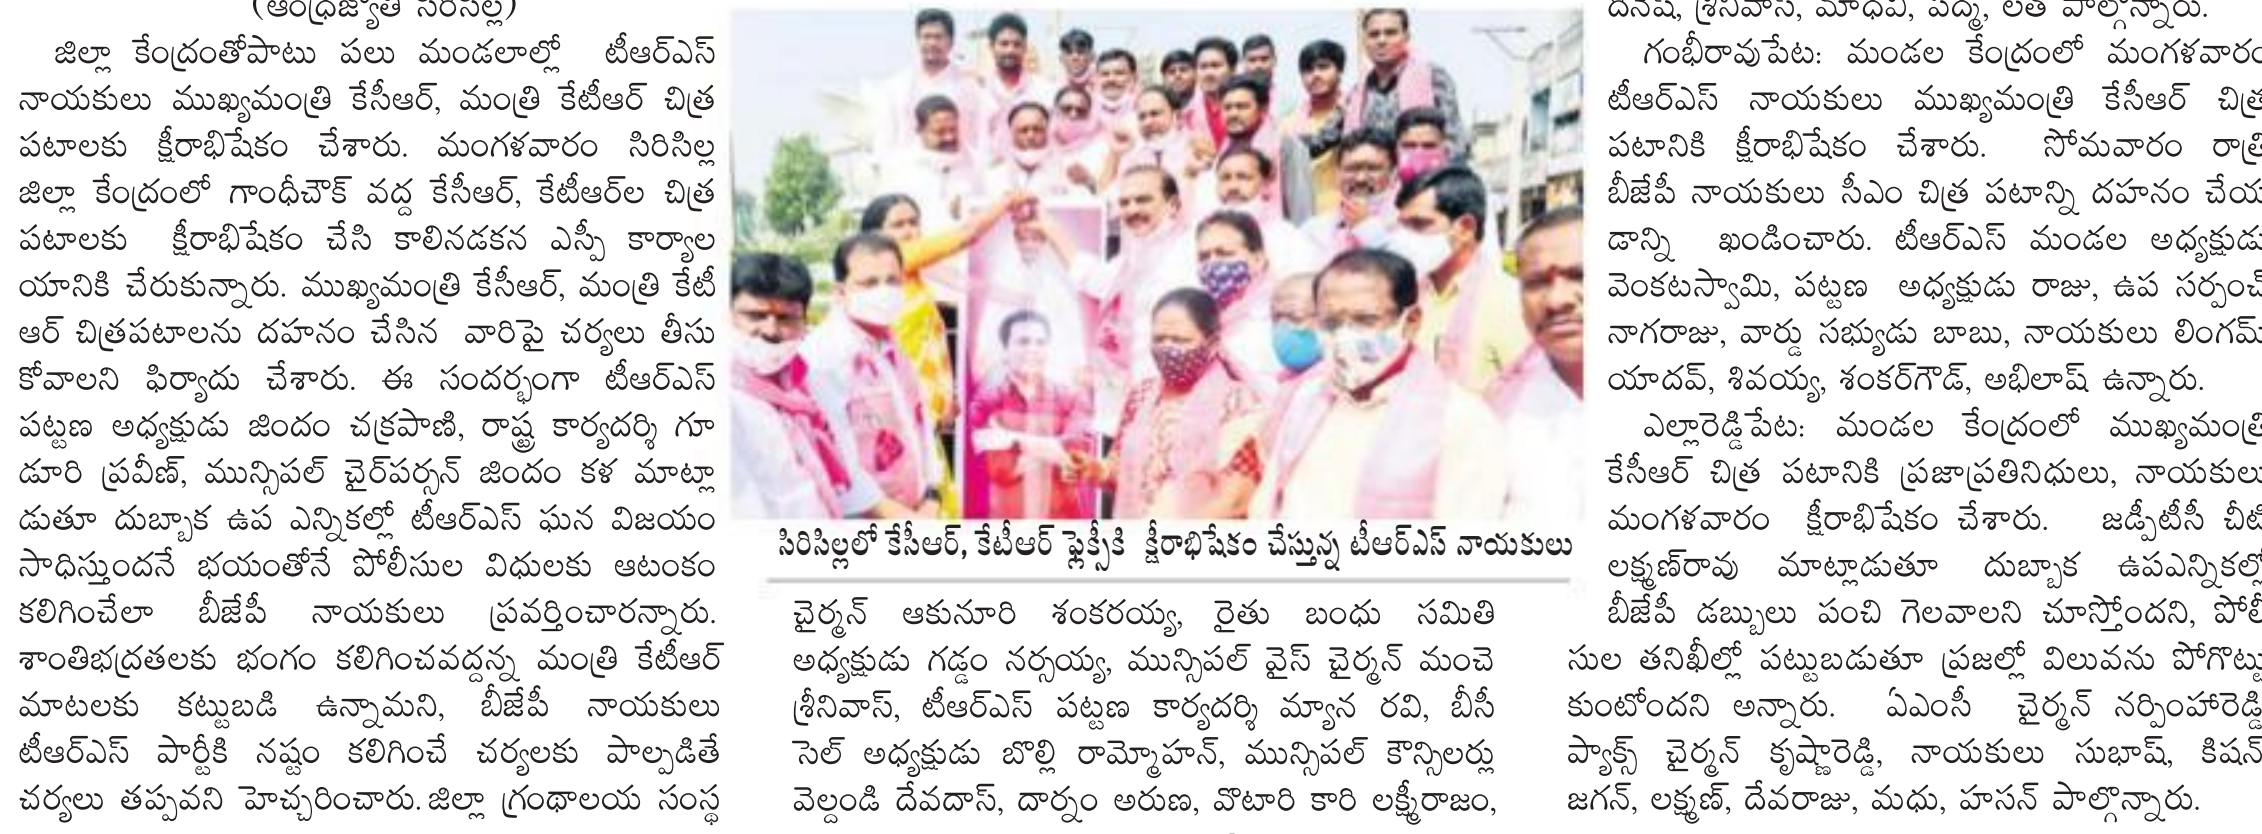 (ఆంధ్రజ్యోతి సిరిసిల్ల)
జిల్లా కేంద్రంతోపాటు పలు మండలాల్లో టీఆర్ఎస్
నాయకులు ముఖ్యమంత్రి కేసీఆర్, మంత్రి కేటీఆర్ చిత్ర
పటాలకు క్షీరాభిషేకం చేశారు. మంగళవారం సిరిసిల్ల
జిల్లా కేంద్రంలో గాంధీచౌక్ వద్ద కేసీఆర్, కేటీఆర్‌ల చిత్ర
పటాలకు క్షీరాభిషేకం చేసి కాలినడకన ఎస్పీ కార్యాల
యానికి చేరుకున్నారు. ముఖ్యమంత్రి కేసీఆర్, మంత్రి కేటీ
ఆర్ చిత్రపటాలను దహనం చేసిన వారిపై చర్యలు తీసు
కోవాలని ఫిర్యాదు చేశారు. ఈ సందర్భంగా టీఆర్ఎస్
పట్టణ అధ్యక్షుడు జిందం చక్రపాణి, రాష్ట్ర కార్యదర్శి గూ
డూరి ప్రవీణ్, మున్సిపల్ చైర్‌పర్సన్ జిందం కళ మాట్లా
డుతూ దుబ్బాక ఉప ఎన్నికల్లో టీఆర్ఎస్ ఘన విజయం
సాధిస్తుందనే భయంతోనే పోలీసుల విధులకు ఆటంకం
కలిగించేలా బీజేపీ నాయకులు ప్రవర్తించారన్నారు.
శాంతిభద్రతలకు భంగం కలిగించవద్దన్న మంత్రి కేటీఆర్
మాటలకు కట్టుబడి ఉన్నామని, బీజేపీ నాయకులు
టీఆర్ఎస్ పార్టీకి నష్టం కలిగించే చర్యలకు పాల్పడితే
చర్యలు తప్పవని హెచ్చరించారు. జిల్లా గ్రంథాలయ సంస్థ
సిరిసిల్లలో కేసీఆర్, కేటీఆర్ ఫ్లెక్సీకి క్షీరాభిషేకం చేస్తున్న టీఆర్ఎస్ నాయకులు
చైర్మన్ ఆకునూరి శంకరయ్య, రైతు బంధు సమితి
అధ్యక్షుడు గడ్డం నర్సయ్య, మున్సిపల్ వైస్ చైర్మన్ మంచె
శ్రీనివాస్, టీఆర్ఎస్ పట్టణ కార్యదర్శి మ్యాన రవి, బీసీ
సెల్ అధ్యక్షుడు బొల్లి రామ్మోహన్, మున్సిపల్ కౌన్సిలర్లు
వెల్దండి దేవదాస్, దార్నం అరుణ, వొటారి కారి లక్ష్మీరాజం,
దినేష్, శ్రీనివాస్, మాధవి, పద్మ, లత పాల్గొన్నారు.
గంభీరావుపేట: మండల కేంద్రంలో మంగళవారం
టీఆర్ఎస్ నాయకులు ముఖ్యమంత్రి కేసీఆర్ చిత్ర
పటానికి క్షీరాభిషేకం చేశారు. సోమవారం రాత్రి
బీజేపీ నాయకులు సీఎం చిత్ర పటాన్ని దహనం చేయ
డాన్ని ఖండించారు. టీఆర్ఎస్ మండల అధ్యక్షుడు
వెంకటస్వామి, పట్టణ అధ్యక్షుడు రాజు, ఉప సర్పంచ్
నాగరాజు, వార్డు సభ్యుడు బాబు, నాయకులు లింగమ్
యాదవ్, శివయ్య, శంకర్‌గౌడ్, అభిలాష్ ఉన్నారు.
ఎల్లారెడ్డిపేట: మండల కేంద్రంలో ముఖ్యమంత్రి
కేసీఆర్ చిత్ర పటానికి ప్రజాప్రతినిధులు, నాయకులు
మంగళవారం క్షీరాభిషేకం చేశారు. జడ్పీటీసీ చీటి
లక్ష్మణ్‌రావు మాట్లాడుతూ దుబ్బాక ఉపఎన్నికల్లో
బీజేపీ డబ్బులు పంచి గెలవాలని చూస్తోందని, పోలీ
సుల తనిఖీల్లో పట్టుబడుతూ ప్రజల్లో విలువను పోగొట్టు
కుంటోందని అన్నారు. ఏఎంసీ చైర్మన్ నర్సింహారెడ్డి
ప్యాక్స్ చైర్మన్ కృష్ణారెడ్డి, నాయకులు సుభాష్, కిషన్
జగన్, లక్ష్మణ్, దేవరాజు, మధు, హసన్ పాల్గొన్నారు.